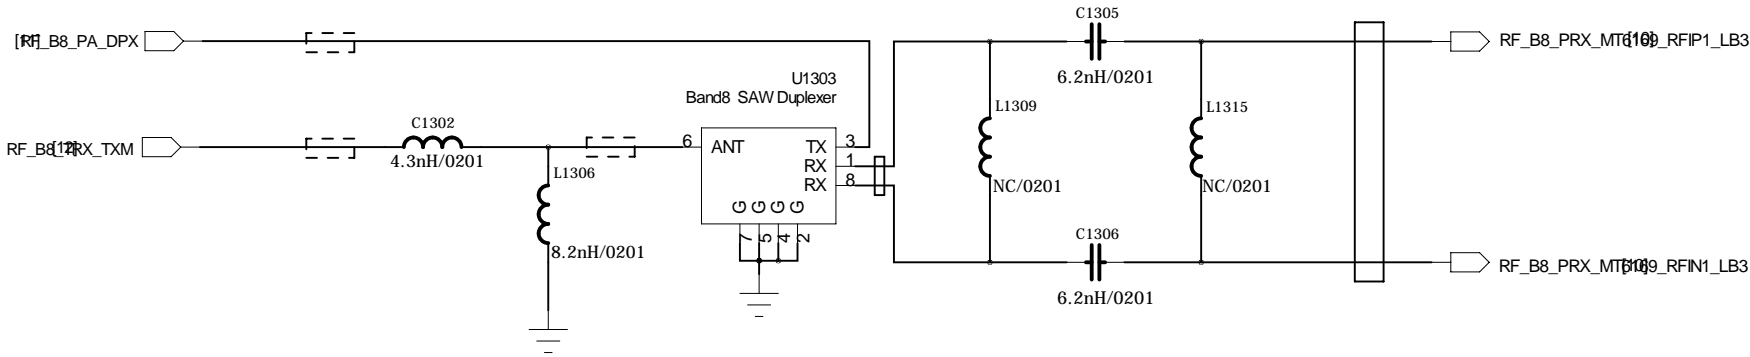 C1305
RF_B8_PA_DPX
RF_B8_PRX_MT6169_RFIP1_LB3
6.2nH/0201
U1303
Band8 SAW Duplexer
L1309
L1315
C1302
RF_B8_TRX_TXM
4.3nH/0201
6
ANT
TX
3
RX
1
RX
8
L1306
NC/0201
NC/0201
G G G G
7 5 4 2
8.2nH/0201
C1306
RF_B8_PRX_MT6169_RFIN1_LB3
6.2nH/0201